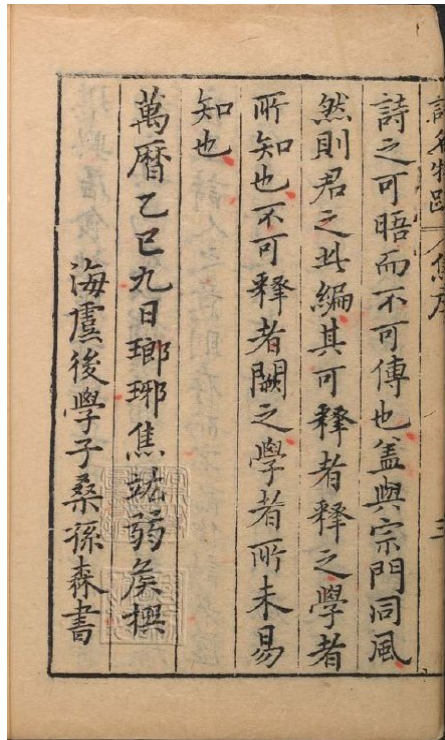 詩之可晤而不可傳也葢與宗門同風
然則君之此編其可釋者釋之學者
所知也不可釋者闕之學者所未易
知也
萬曆乙巳九日瑯琊焦竑弱侯撰
海虞後學子桑孫森書